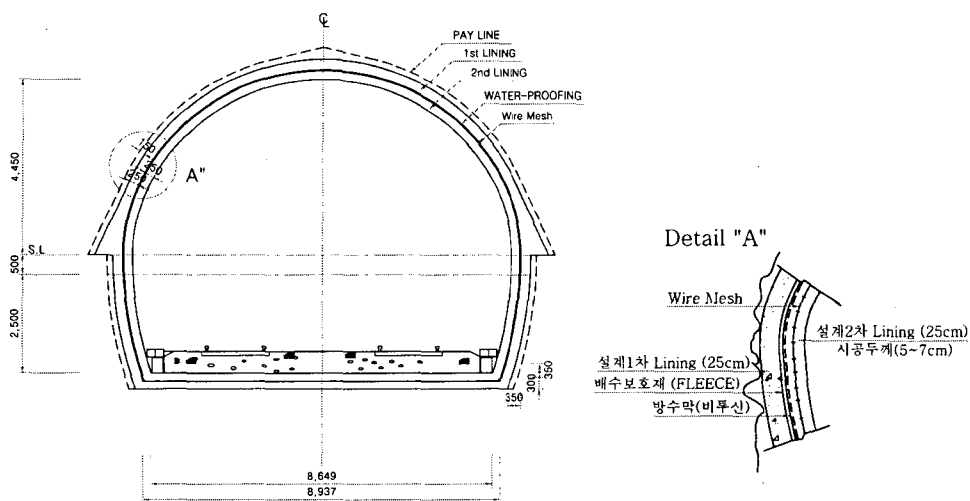 ℄
PAY LINE
1st LINING
2nd LINING
WATER-PROOFING
Wire Mesh
A"
4,450
S.L
500
2,500
350
300
350
8,649
8,937
Detail "A"
Wire Mesh
설계2차 Lining (25cm)
시공두께(5~7cm)
설계1차 Lining (25cm)
배수보호재 (FLEECE)
방수막(비투신)